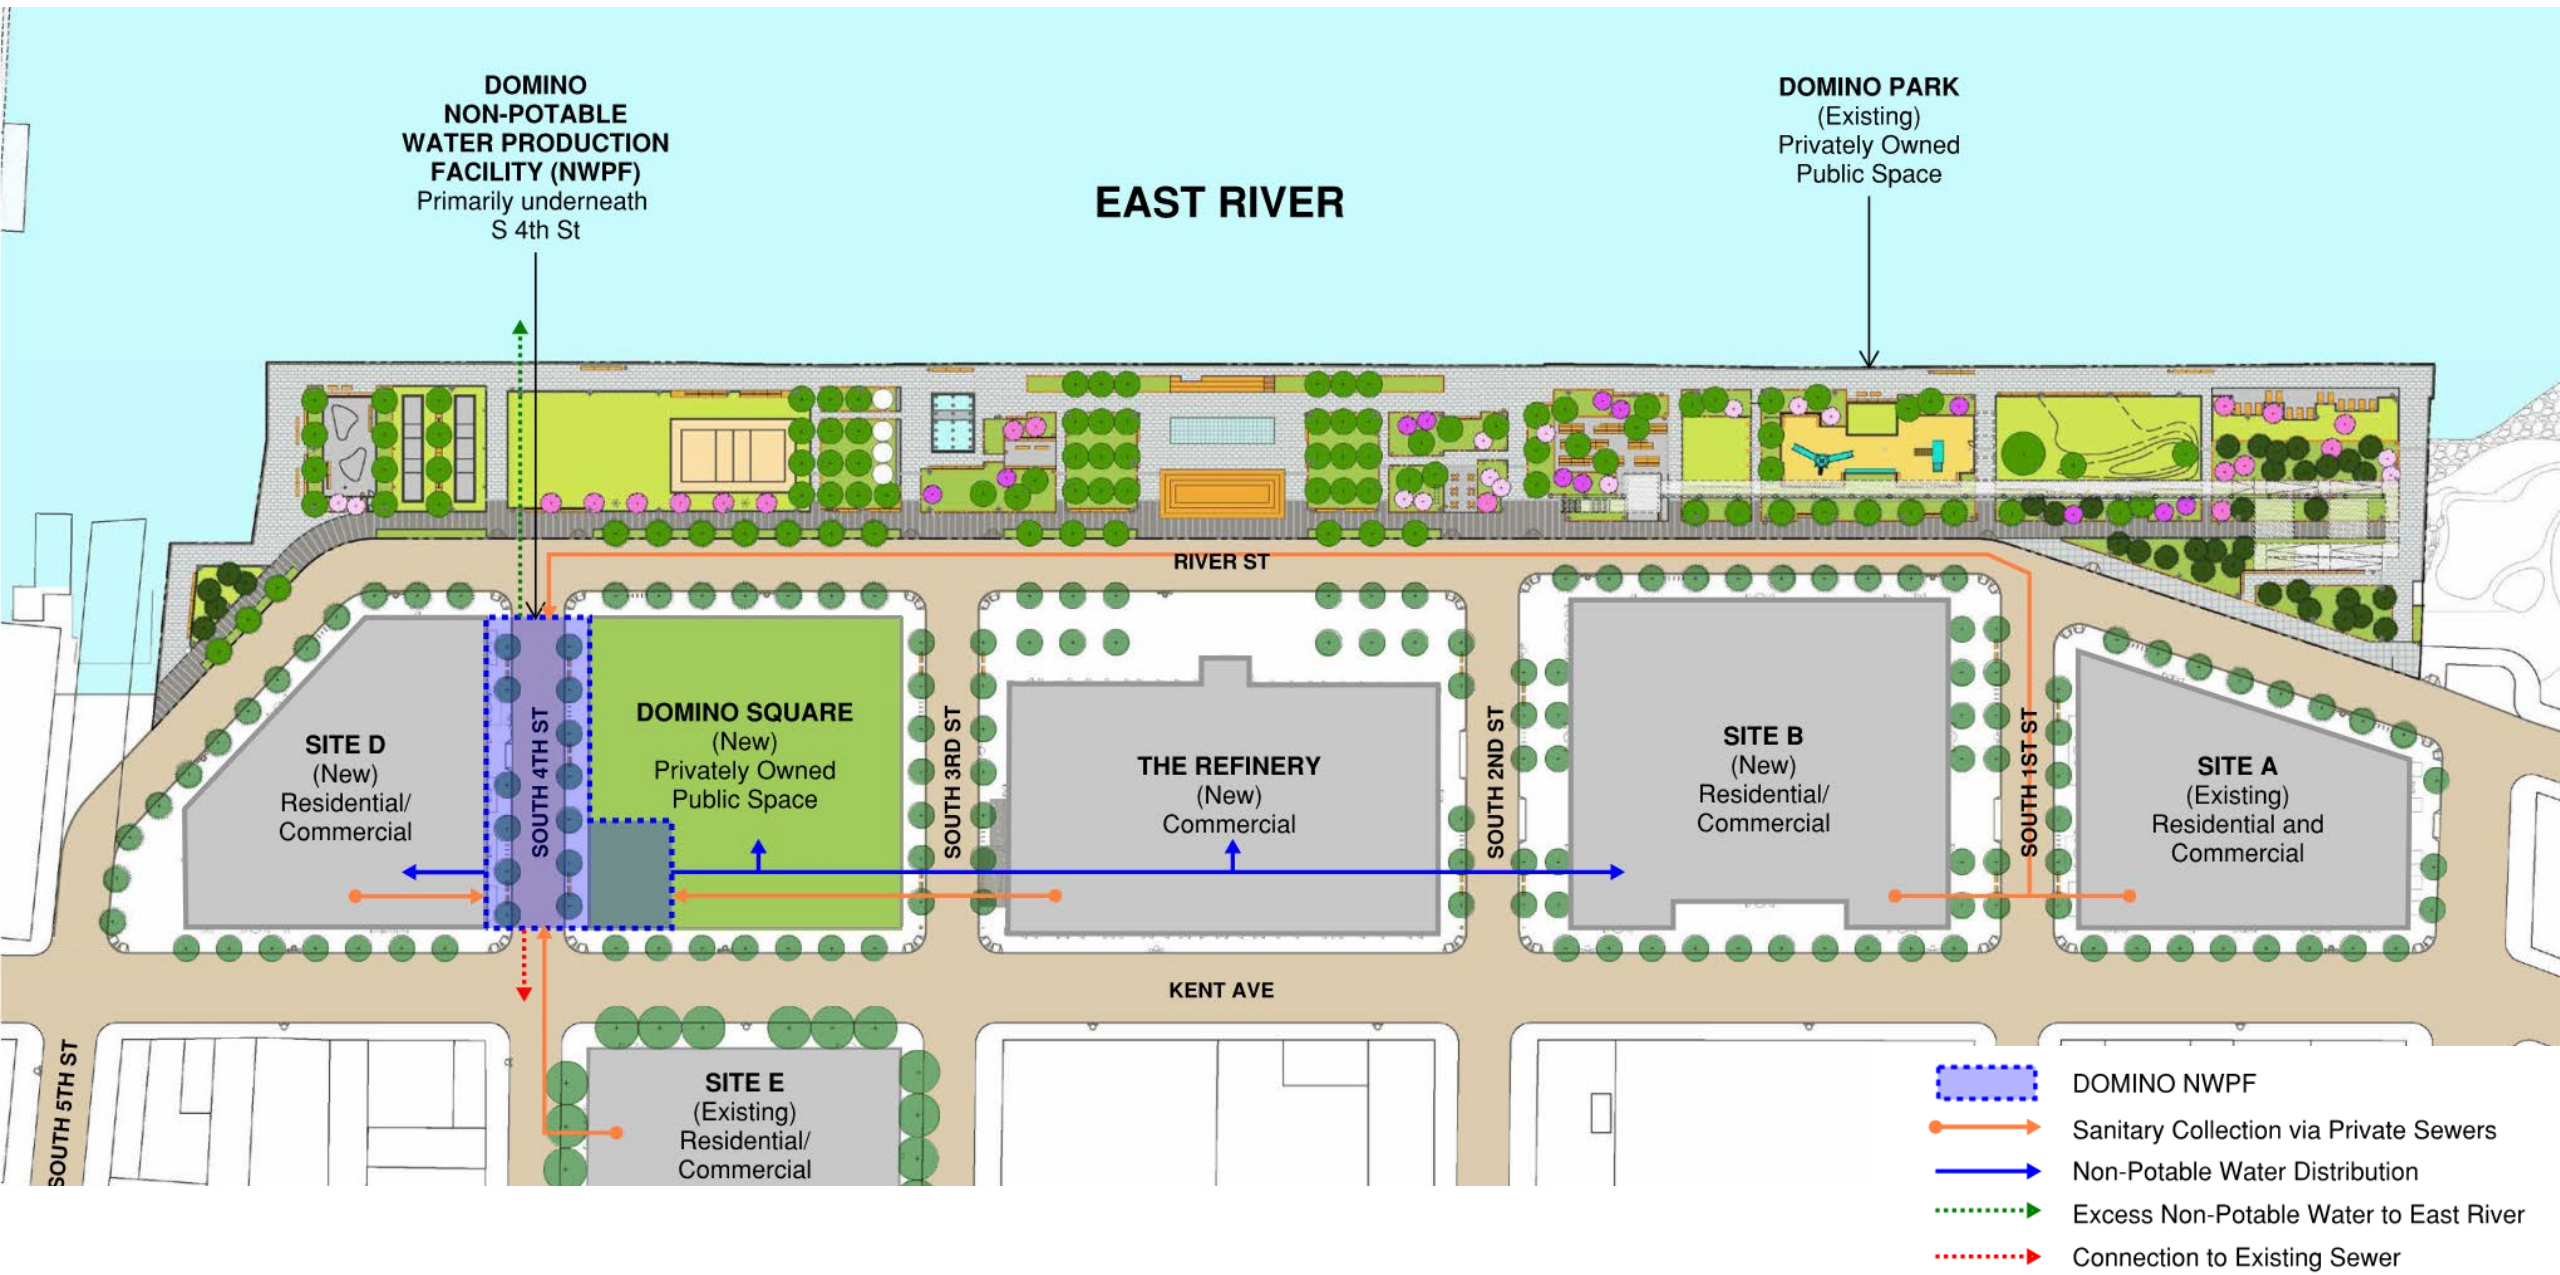 DOMINO
NON-POTABLE
WATER PRODUCTION
FACILITY (NWPF)
Primarily underneath
S 4th St
EAST RIVER
DOMINO PARK
(Existing)
Privately Owned
Public Space
RIVER ST
SITE D
(New)
Residential/
Commercial
SOUTH 4TH ST
DOMINO SQUARE
(New)
Privately Owned
Public Space
SOUTH 3RD ST
THE REFINERY
(New)
Commercial
SOUTH 2ND ST
SITE B
(New)
Residential/
Commercial
SOUTH 1ST ST
SITE A
(Existing)
Residential and
Commercial
KENT AVE
SOUTH 5TH ST
SITE E
(Existing)
Residential/
Commercial
DOMINO NWPF
Sanitary Collection via Private Sewers
Non-Potable Water Distribution
Excess Non-Potable Water to East River
Connection to Existing Sewer